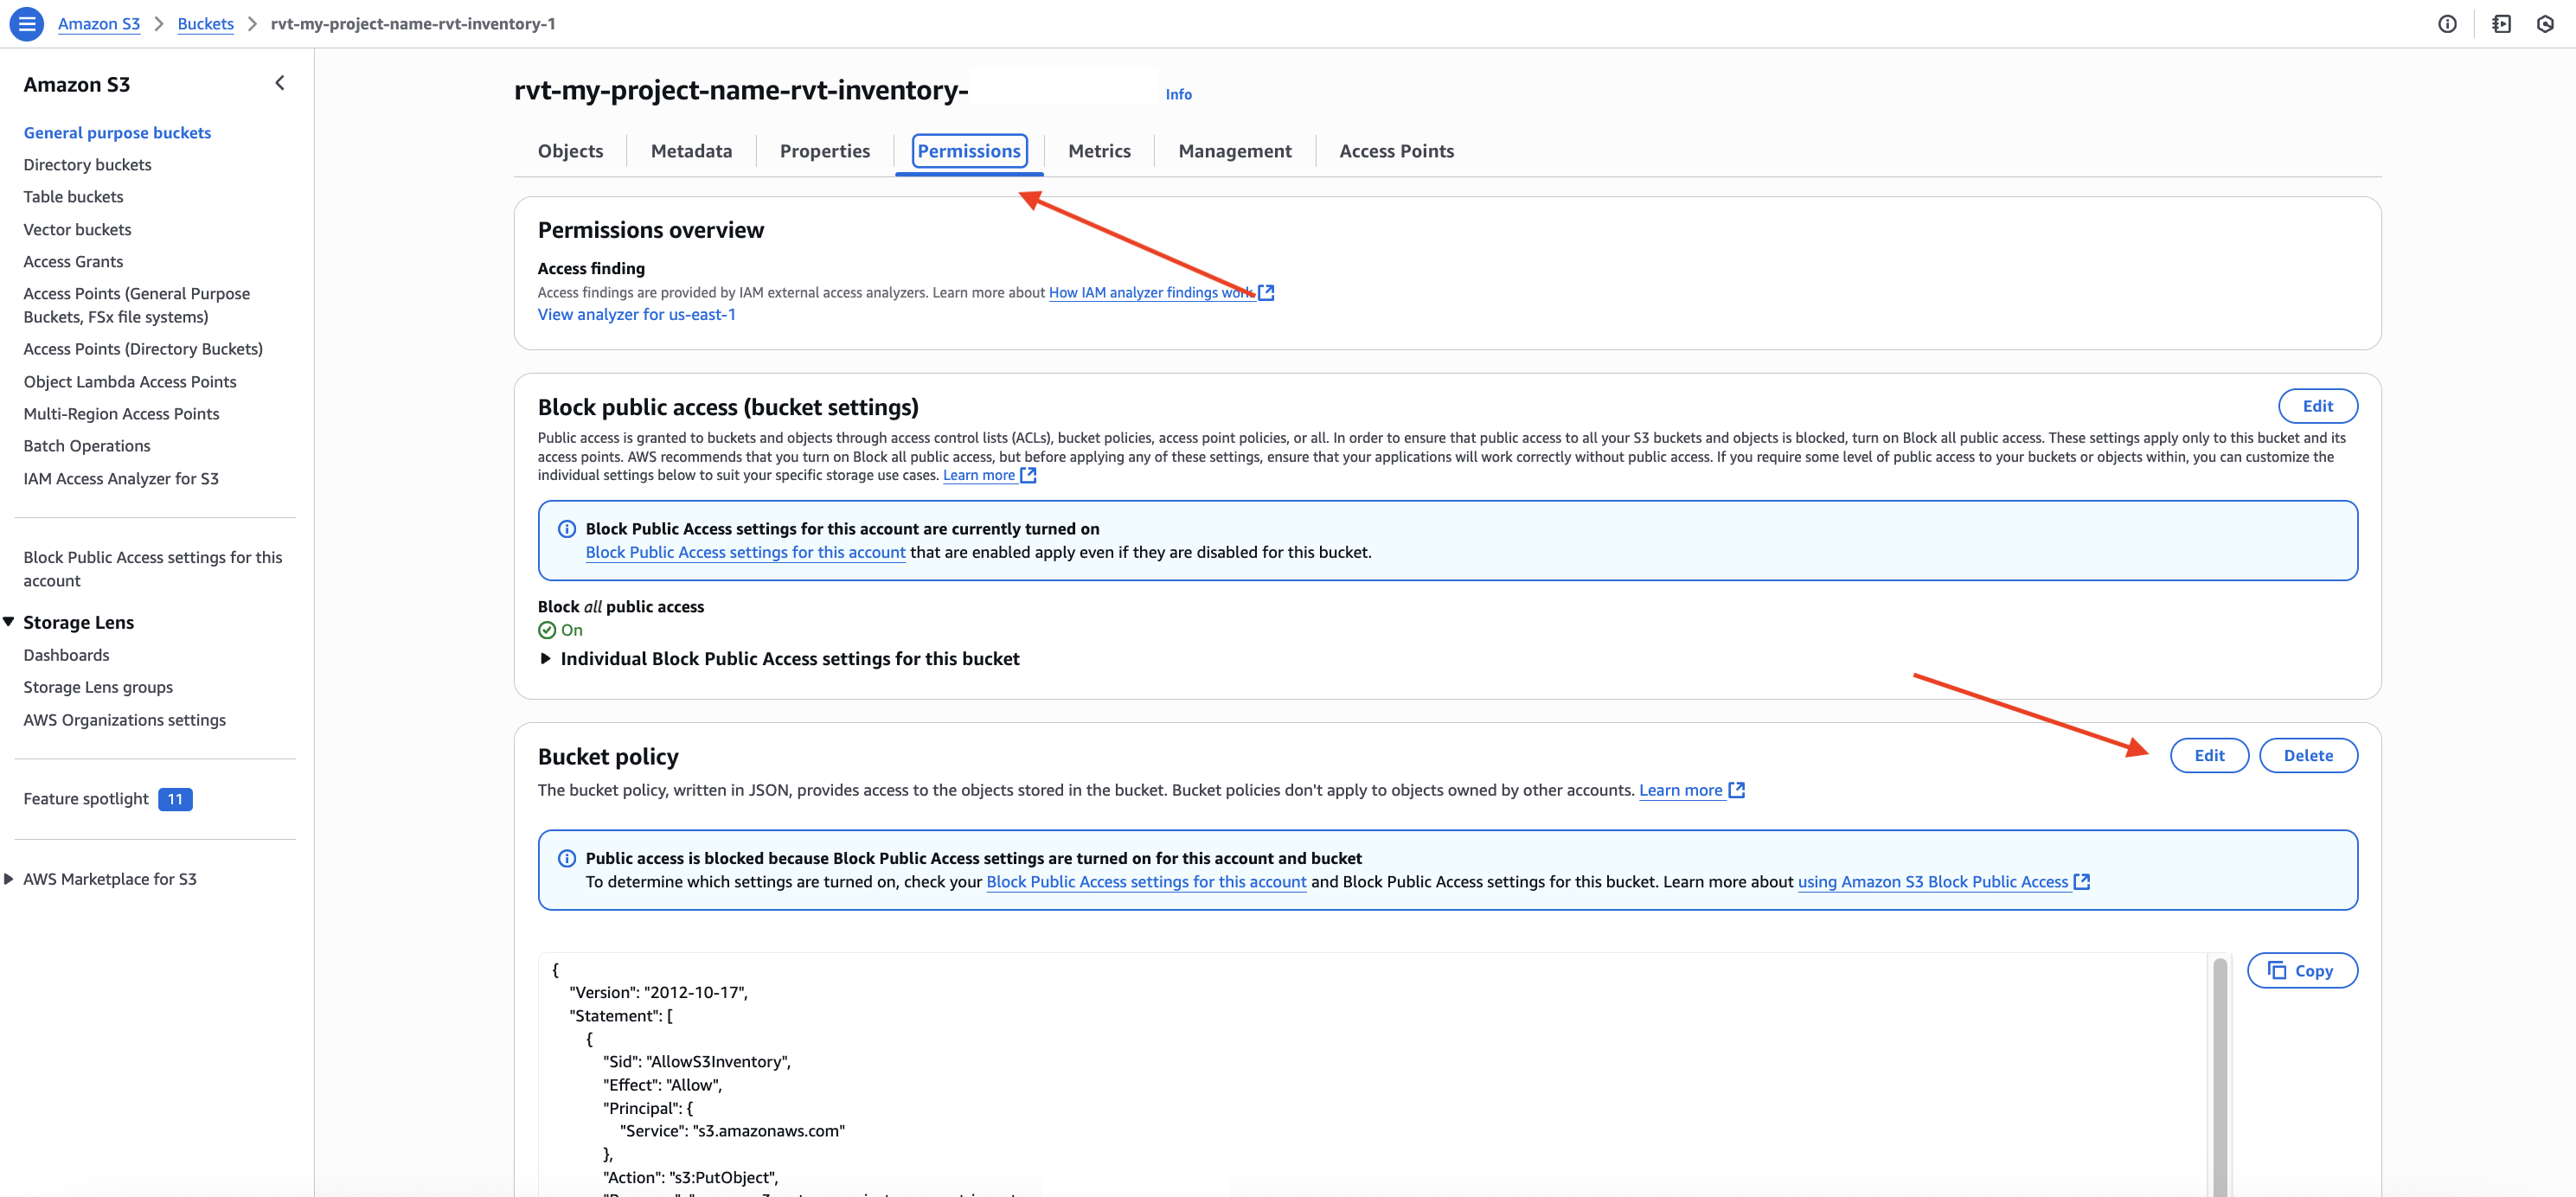 Amazon S3 > Buckets > rvt-my-project-name-rvt-inventory-1
Amazon S3
General purpose buckets
Directory buckets
Table buckets
Vector buckets
Access Grants
Access Points (General Purpose
Buckets, FSx file systems)
Access Points (Directory Buckets)
Object Lambda Access Points
Multi-Region Access Points
Batch Operations
IAM Access Analyzer for S3
Block Public Access settings for this
account
Storage Lens
Dashboards
Storage Lens groups
AWS Organizations settings
Feature spotlight 11
AWS Marketplace for S3
rvt-my-project-name-rvt-inventory- Info
Objects Metadata Properties Permissions Metrics Management Access Points
Permissions overview
Access finding
Access findings are provided by IAM external access analyzers. Learn more about How IAM analyzer findings work
View analyzer for us-east-1
Block public access (bucket settings) Edit
Public access is granted to buckets and objects through access control lists (ACLs), bucket policies, access point policies, or all. In order to ensure that public access to all your S3 buckets and objects is blocked, turn on Block all public access. These settings apply only to this bucket and its
access points. AWS recommends that you turn on Block all public access, but before applying any of these settings, ensure that your applications will work correctly without public access. If you require some level of public access to your buckets or objects within, you can customize the
individual settings below to suit your specific storage use cases. Learn more
Block Public Access settings for this account are currently turned on
Block Public Access settings for this account that are enabled apply even if they are disabled for this bucket.
Block all public access
On
Individual Block Public Access settings for this bucket
Bucket policy Edit Delete
The bucket policy, written in JSON, provides access to the objects stored in the bucket. Bucket policies don't apply to objects owned by other accounts. Learn more
Public access is blocked because Block Public Access settings are turned on for this account and bucket
To determine which settings are turned on, check your Block Public Access settings for this account and Block Public Access settings for this bucket. Learn more about using Amazon S3 Block Public Access
Copy
{
"Version": "2012-10-17",
"Statement": [
{
"Sid": "AllowS3Inventory",
"Effect": "Allow",
"Principal": {
"Service": "s3.amazonaws.com"
},
"Action": "s3:PutObject",